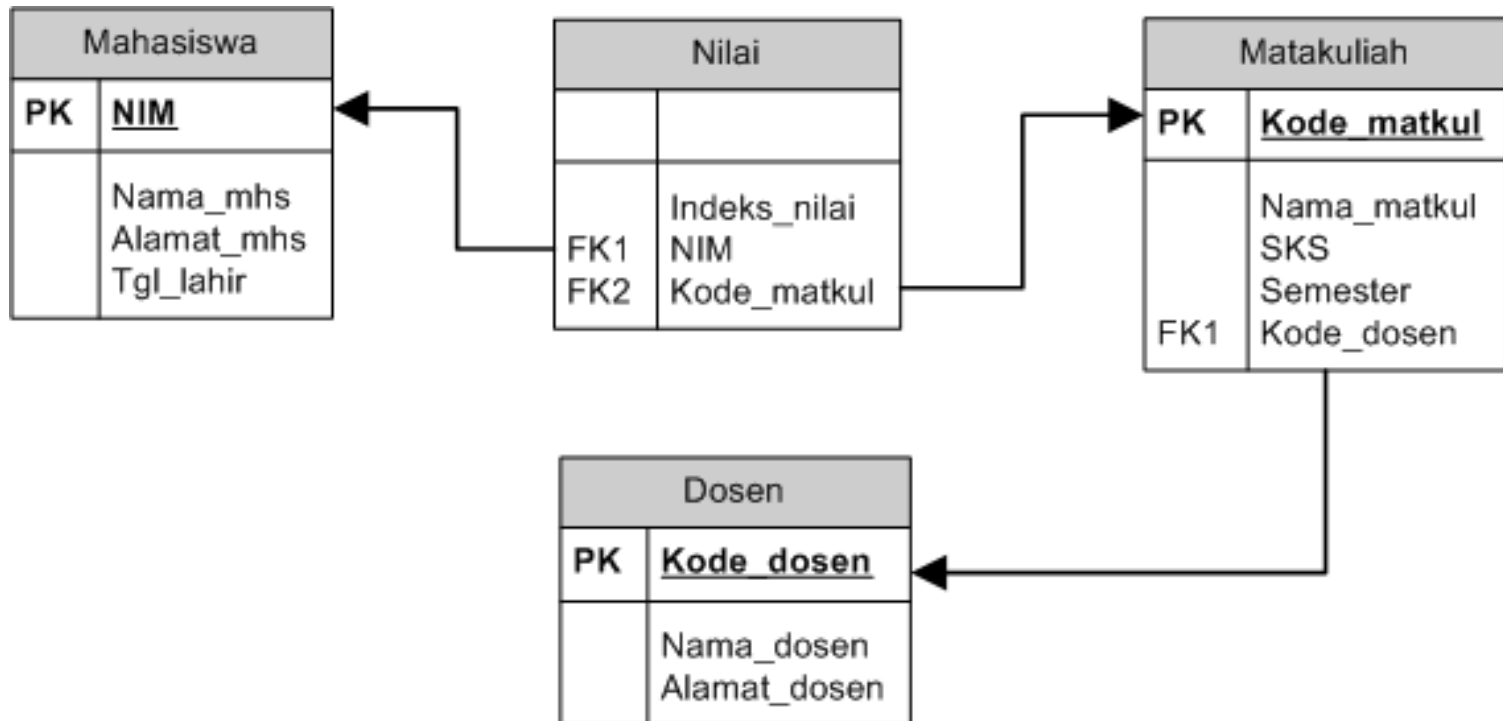 Mahasiswa
PK NIM
Nama_mhs
Alamat_mhs
Tgl_lahir
Nilai
Indeks_nilai
FK1 NIM
FK2 Kode_matkul
Matakuliah
PK Kode_matkul
Nama_matkul
SKS
Semester
FK1 Kode_dosen
Dosen
PK Kode_dosen
Nama_dosen
Alamat_dosen